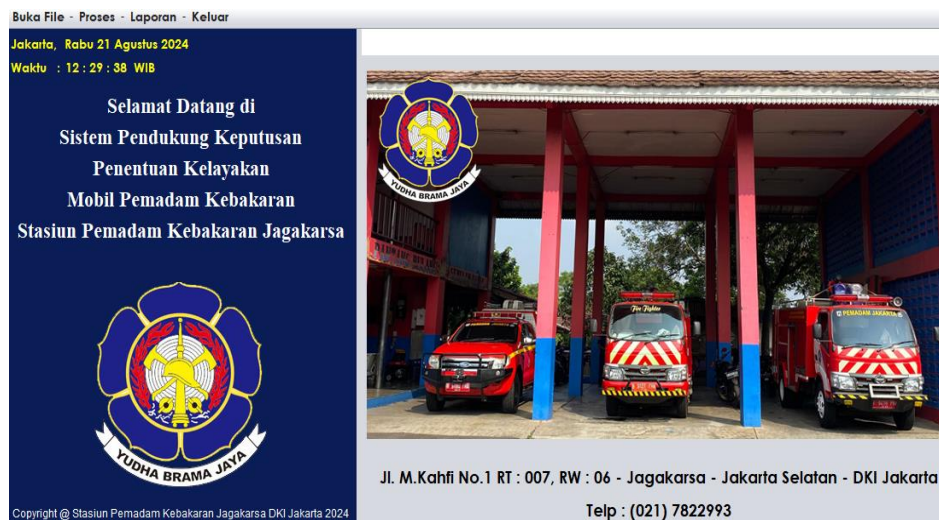 Buka File - Proses - Laporan - Keluar
Jakarta, Rabu 21 Agustus 2024
Waktu : 12 : 29 : 38 WIB
Selamat Datang di
Sistem Pendukung Keputusan
Penentuan Kelayakan
Mobil Pemadam Kebakaran
Stasiun Pemadam Kebakaran Jagakarsa
YUDHA BRAMA JAYA
Copyright @ Stasiun Pemadam Kebakaran Jagakarsa DKI Jakarta 2024
YUDHA BRAMA JAYA
Fire Fighter
PEMADAM JAKARTA
Jl. M.Kahfi No.1 RT : 007, RW : 06 - Jagakarsa - Jakarta Selatan - DKI Jakarta
Telp : (021) 7822993